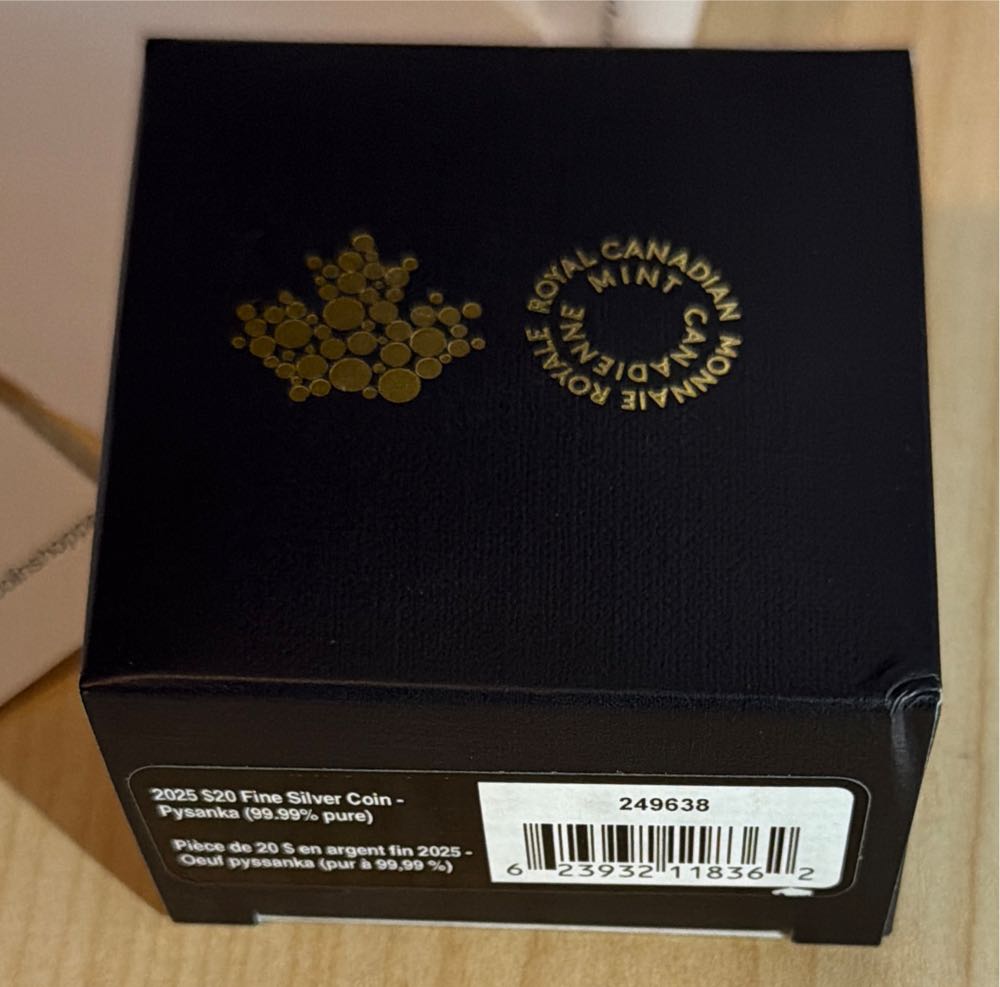 ROYAL CANADIAN MINT
MONNAIE ROYALE CANADIENNE
2025 $20 Fine Silver Coin -
Pysanka (99.99% pure)
Pièce de 20 $ en argent fin 2025 -
Oeuf pyssanka (pur à 99,99 %)
249638
6 23932 11836 2